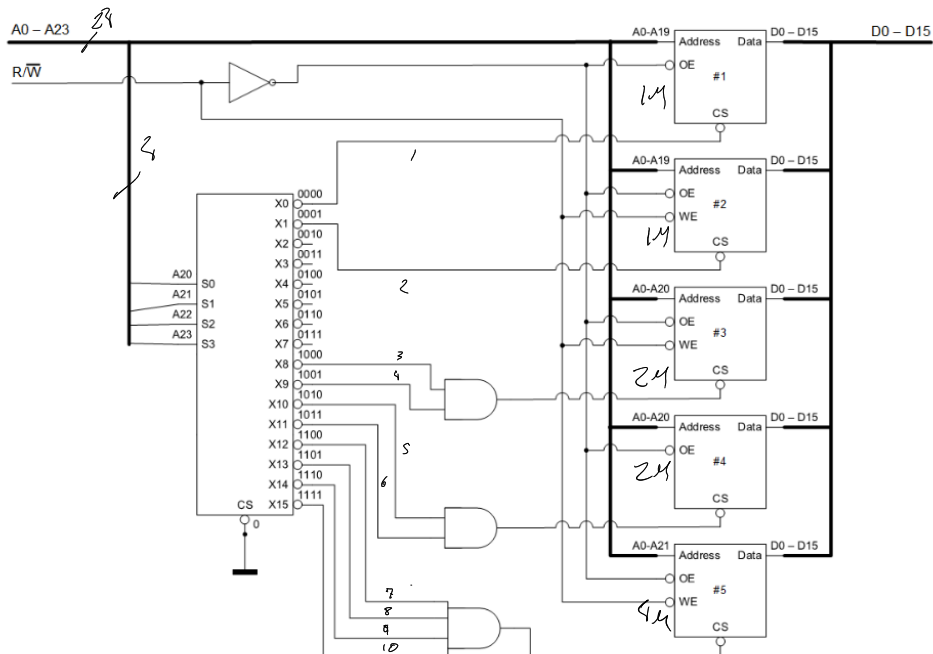 A0 – A23
24
R/W
4
A20
A21
A22
A23
S0
S1
S2
S3
CS
0
X0 0000
X1 0001
X2 0010
X3 0011
X4 0100
X5 0101
X6 0110
X7 0111
X8 1000
X9 1001
X10 1010
X11 1011
X12 1100
X13 1101
X14 1110
X15 1111
1
2
3
4
5
6
7
8
9
10
A0-A19 Address Data D0 – D15 D0 – D15
OE
#1
1M
CS
A0-A19 Address Data D0 – D15
OE
#2
WE
1M
CS
A0-A20 Address Data D0 – D15
OE
#3
WE
2M
CS
A0-A20 Address Data D0 – D15
OE
#4
2M
CS
A0-A21 Address Data D0 – D15
OE
#5
WE
4M
CS